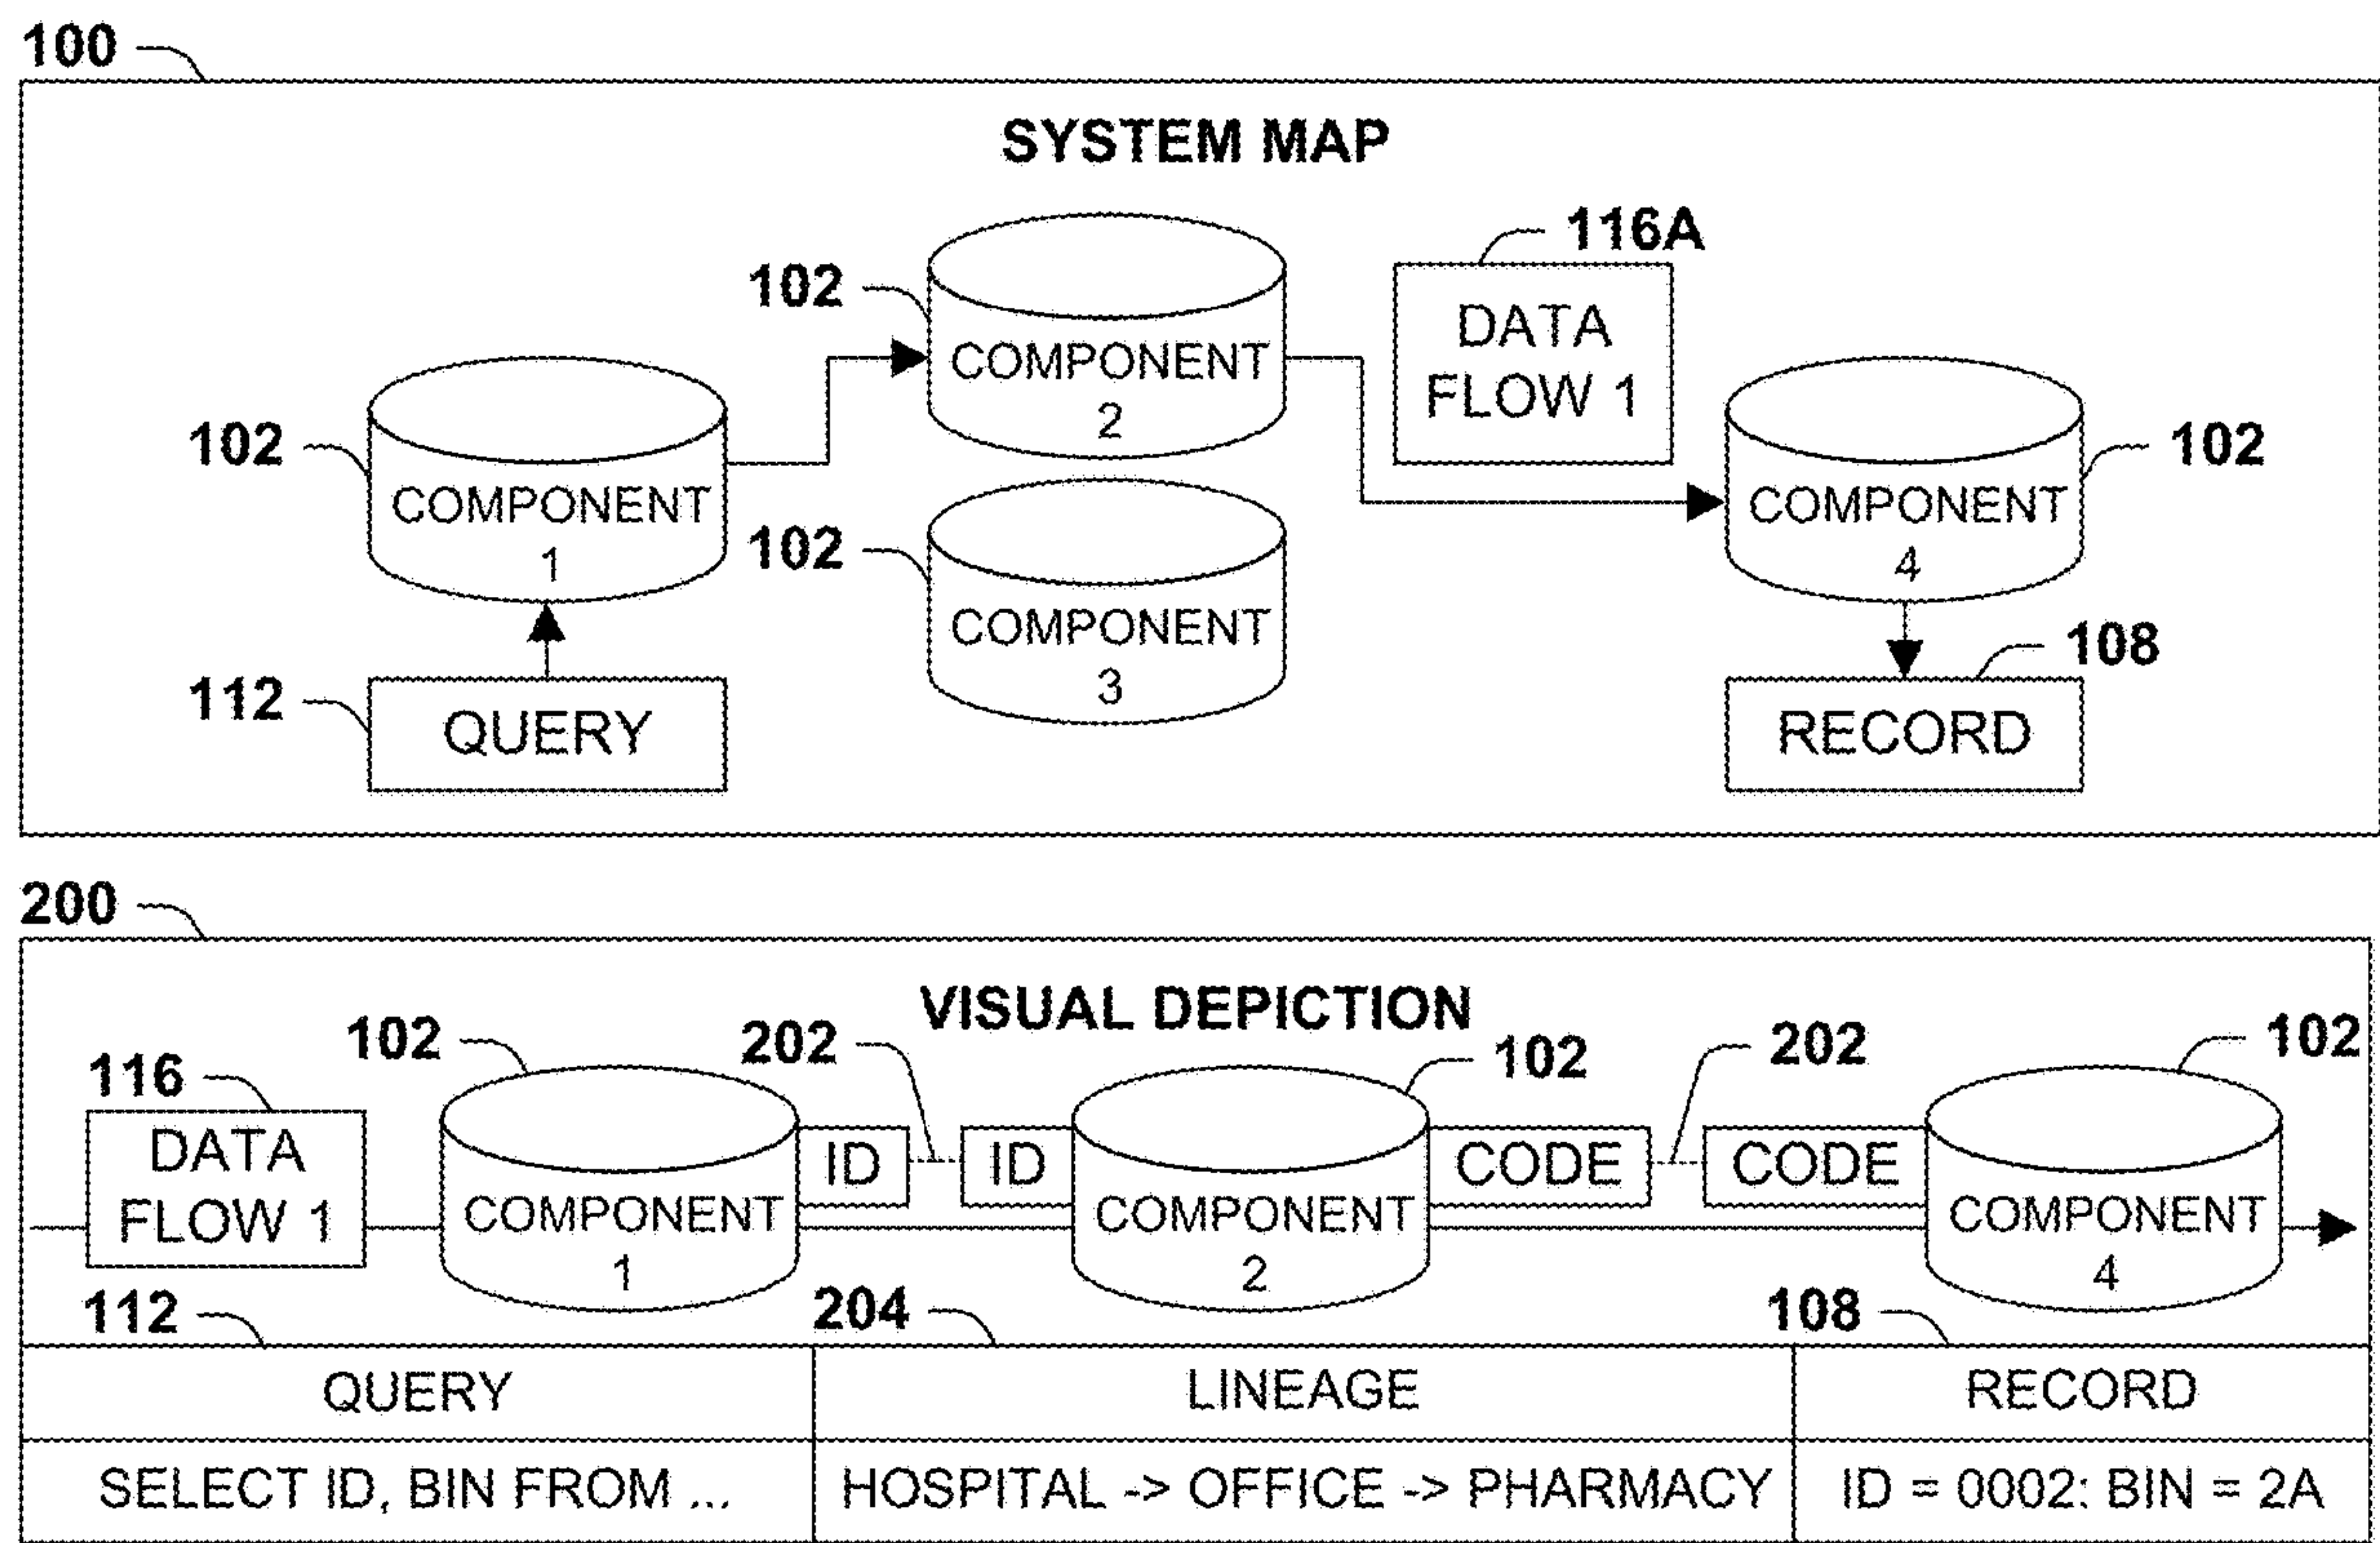 100
SYSTEM MAP
116A
102
DATA
FLOW 1
COMPONENT
2
102
102
COMPONENT
1
COMPONENT
4
102
COMPONENT
3
108
112
QUERY
RECORD
200
VISUAL DEPICTION
102
202
102
202
102
116
DATA
FLOW 1
ID
ID
CODE
CODE
COMPONENT
1
COMPONENT
2
COMPONENT
4
112
204
108
QUERY
LINEAGE
RECORD
SELECT ID, BIN FROM ...
HOSPITAL -> OFFICE -> PHARMACY
ID = 0002: BIN = 2A